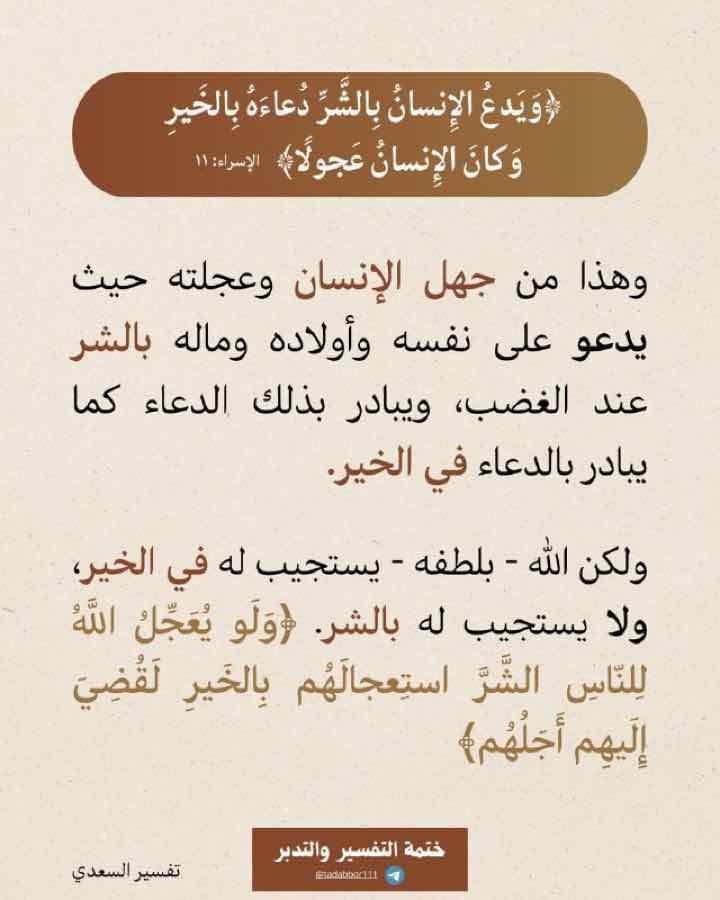 ﴿وَيَدعُ الإِنسانُ بِالشَّرِّ دُعاءَهُ بِالخَيرِ
وَكانَ الإِنسانُ عَجولًا﴾ الإسراء: ١١
وهذا من جهل الإنسان وعجلته حيث
يدعو على نفسه وأولاده وماله بالشر
عند الغضب، ويبادر بذلك الدعاء كما
يبادر بالدعاء في الخير.
ولكن الله - بلطفه - يستجيب له في الخير،
ولا يستجيب له بالشر. ﴿وَلَو يُعَجِّلُ اللَّهُ
لِلنّاسِ الشَّرَّ استِعجالَهُم بِالخَيرِ لَقُضِيَ
إِلَيهِم أَجَلُهُم﴾
ختمة التفسير والتدبر
@tadabbor111
تفسير السعدي